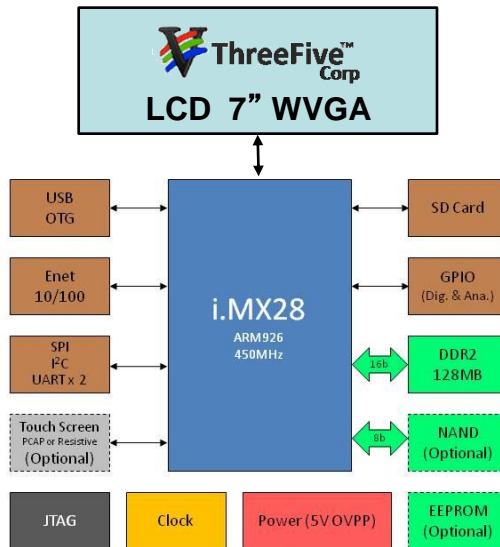 ThreeFive™
Corp
LCD 7” WVGA
USB
OTG
Enet
10/100
SPI
I²C
UART x 2
Touch Screen
PCAP or Resistive
(Optional)
i.MX28
ARM926
450MHz
SD Card
GPIO
(Dig. & Ana.)
16b
DDR2
128MB
8b
NAND
(Optional)
JTAG
Clock
Power (5V OVPP)
EEPROM
(Optional)